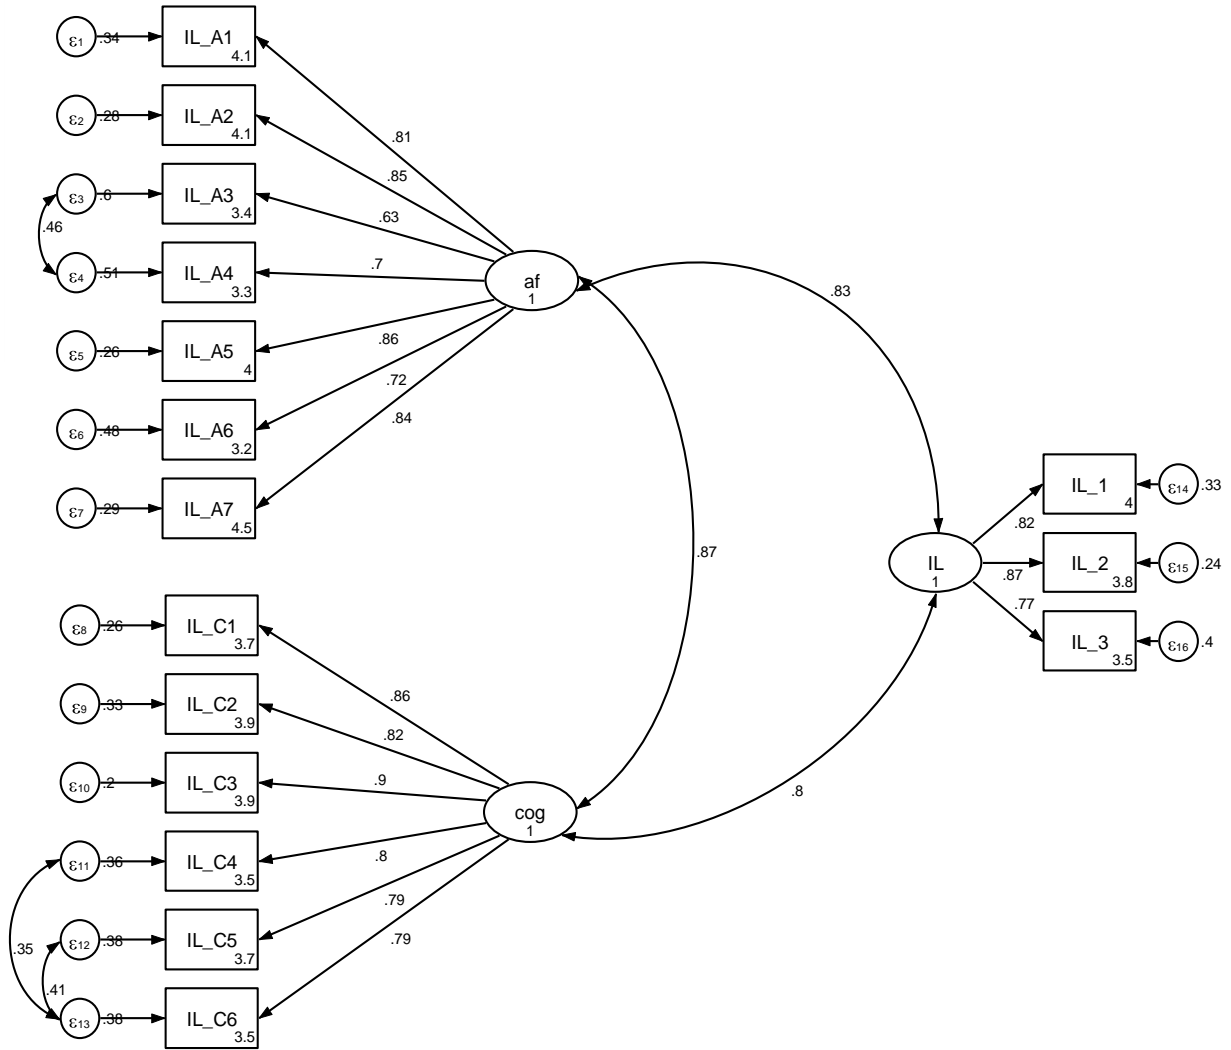 ε1 .34 IL_A1 4.1
ε2 .28 IL_A2 4.1
ε3 .6 IL_A3 3.4
ε4 .51 IL_A4 3.3
ε5 .26 IL_A5 4
ε6 .48 IL_A6 3.2
ε7 .29 IL_A7 4.5
.46
.81
.85
.63
.7
.86
.72
.84
af
1
.83
.87
IL
1
.82
.87
.77
IL_1 4 ε14 .33
IL_2 3.8 ε15 .24
IL_3 3.5 ε16 .4
.8
ε8 .26 IL_C1 3.7
ε9 .33 IL_C2 3.9
ε10 .2 IL_C3 3.9
ε11 .36 IL_C4 3.5
ε12 .38 IL_C5 3.7
ε13 .38 IL_C6 3.5
.35
.41
.86
.82
.9
.8
.79
.79
cog
1